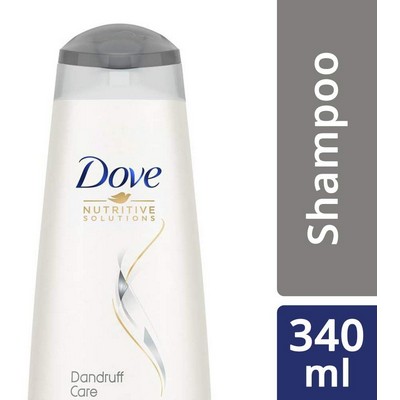 Dove
NUTRITIVE
SOLUTIONS
Dandruff
Care
Shampoo
340
ml